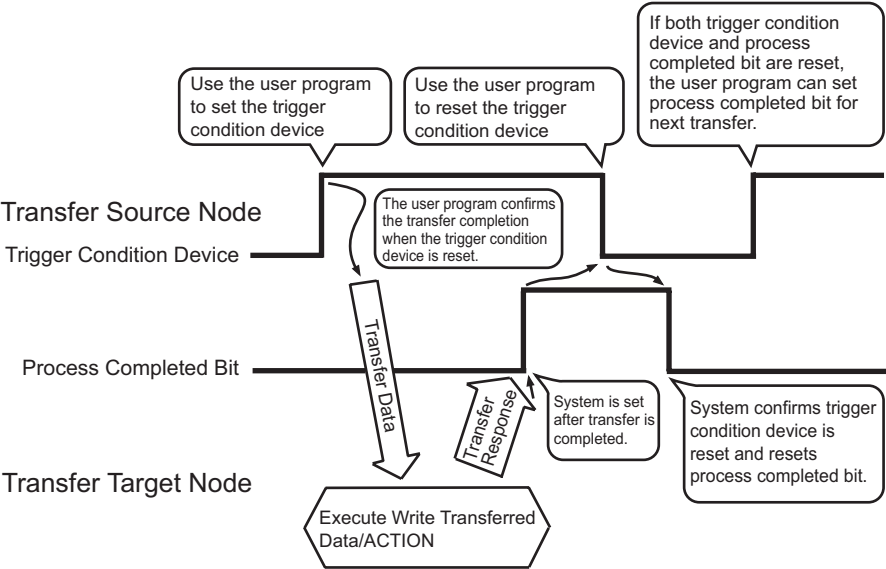 If both trigger condition
device and process
completed bit are reset,
the user program can set
process completed bit for
next transfer.
Use the user program
to set the trigger
condition device
Use the user program
to reset the trigger
condition device
Transfer Source Node
The user program confirms
the transfer completion
when the trigger condition
device is reset.
Trigger Condition Device
Transfer Data
Process Completed Bit
Transfer
Response
System is set
after transfer is
completed.
System confirms trigger
condition device is
reset and resets
process completed bit.
Transfer Target Node
Execute Write Transferred
Data/ACTION